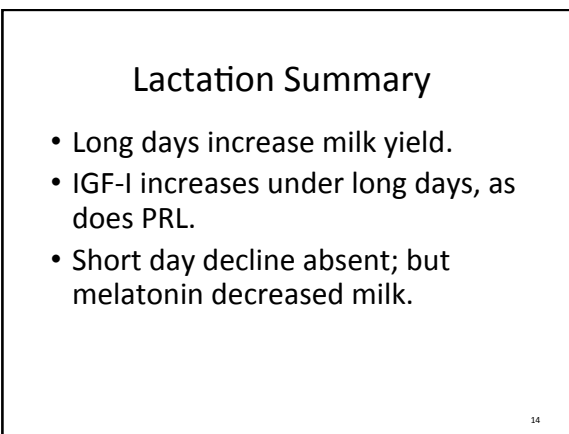 Lactation Summary
• Long days increase milk yield.
• IGF-I increases under long days, as
does PRL.
• Short day decline absent; but
melatonin decreased milk.
14